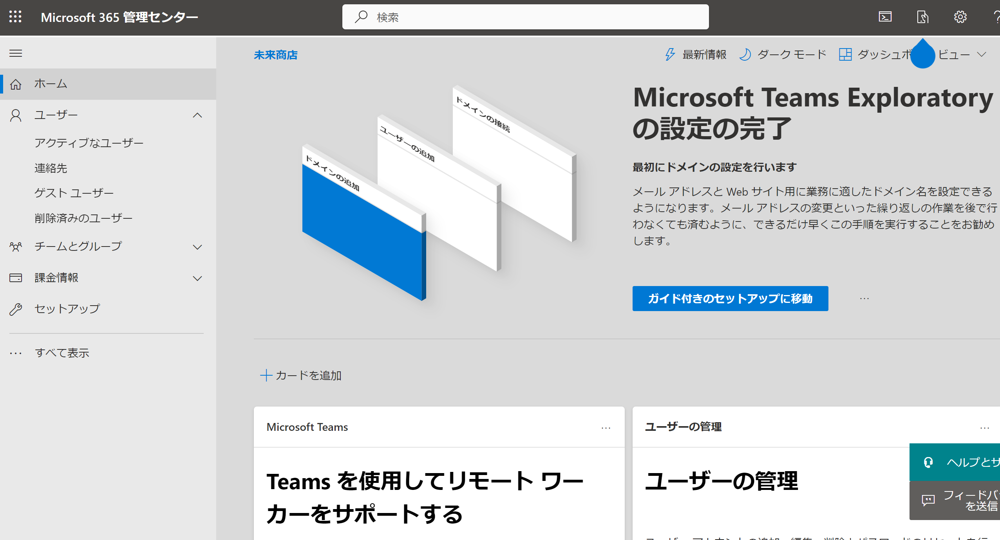 Microsoft 365 管理センター
検索
未来商店
最新情報
ダーク モード
ダッシュボ
ビュー
ホーム
ユーザー
アクティブなユーザー
連絡先
ゲスト ユーザー
削除済みのユーザー
チームとグループ
課金情報
セットアップ
すべて表示
ドメインの接続
ユーザーの追加
ドメインの追加
Microsoft Teams Exploratory
の設定の完了
最初にドメインの設定を行います
メール アドレスと Web サイト用に業務に適したドメイン名を設定できる
ようになります。メール アドレスの変更といった繰り返しの作業を後で行
わなくても済むように、できるだけ早くこの手順を実行することをお勧め
します。
ガイド付きのセットアップに移動
カードを追加
Microsoft Teams
Teams を使用してリモート ワー
カーをサポートする
ユーザーの管理
ユーザーの管理
ヘルプとサ
フィードバ
を送信